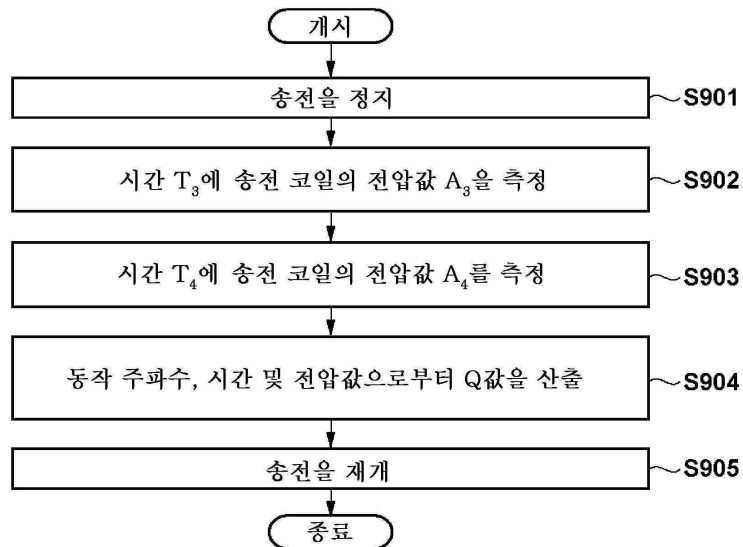 개시
송전을 정지 S901
시간 T₃에 송전 코일의 전압값 A₃을 측정 S902
시간 T₄에 송전 코일의 전압값 A₄를 측정 S903
동작 주파수, 시간 및 전압값으로부터 Q값을 산출 S904
송전을 재개 S905
종료